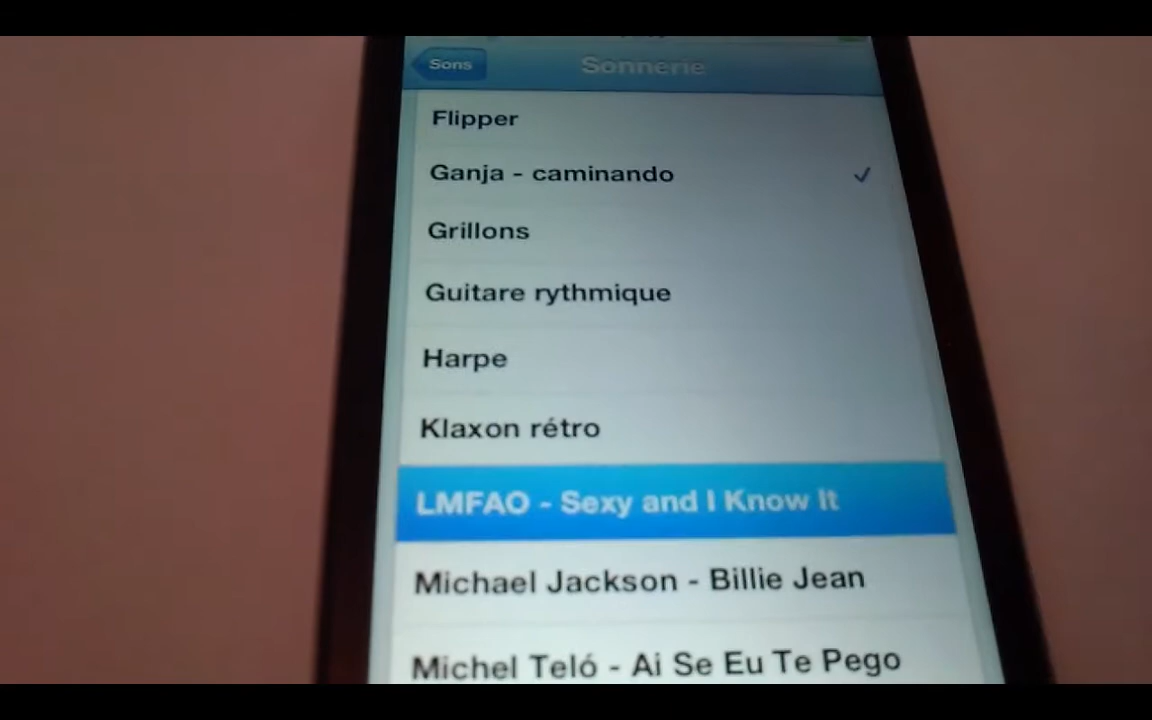 Sons
Sonnerie
Flipper
Ganja - caminando
Grillons
Guitare rythmique
Harpe
Klaxon rétro
LMFAO - Sexy and I Know It
Michael Jackson - Billie Jean
Michel Teló - Ai Se Eu Te Pego